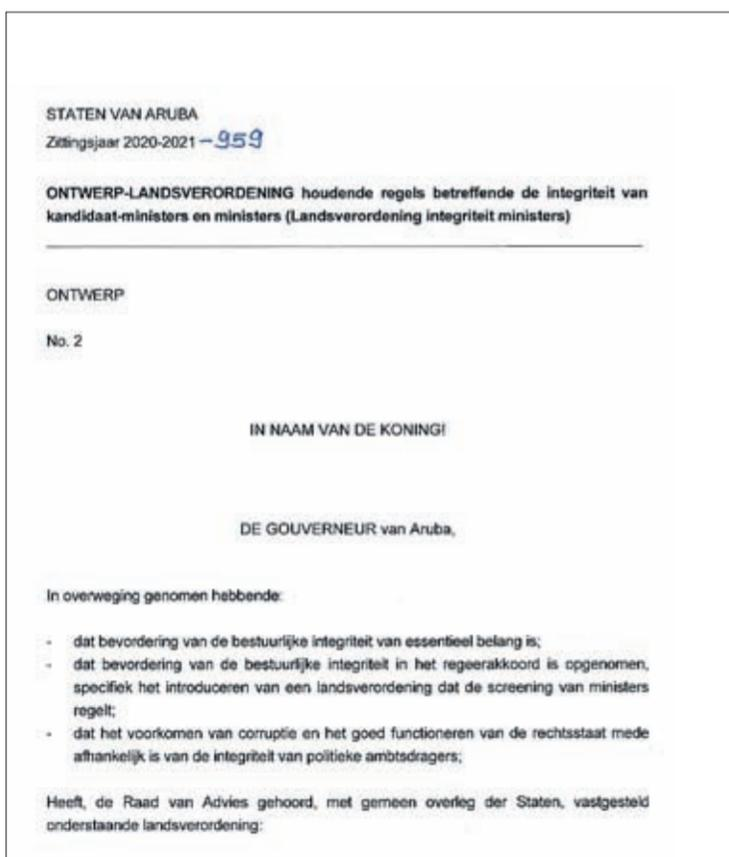 STATEN VAN ARUBA
Zittingsjaar 2020-2021 - 959
ONTWERP-LANDSVERORDENING houdende regels betreffende de integriteit van
kandidaat-ministers en ministers (Landsverordening integriteit ministers)
ONTWERP
No. 2
IN NAAM VAN DE KONING!
DE GOUVERNEUR van Aruba,
In overweging genomen hebbende:
- dat bevordering van de bestuurlijke integriteit van essentieel belang is;
- dat bevordering van de bestuurlijke integriteit in het regeerakkoord is opgenomen,
specifiek het introduceren van een landsverordening dat de screening van ministers
regelt;
- dat het voorkomen van corruptie en het goed functioneren van de rechtsstaat mede
afhankelijk is van de integriteit van politieke ambtsdragers;
Heeft, de Raad van Advies gehoord, met gemeen overleg der Staten, vastgesteld
onderstaande landsverordening: